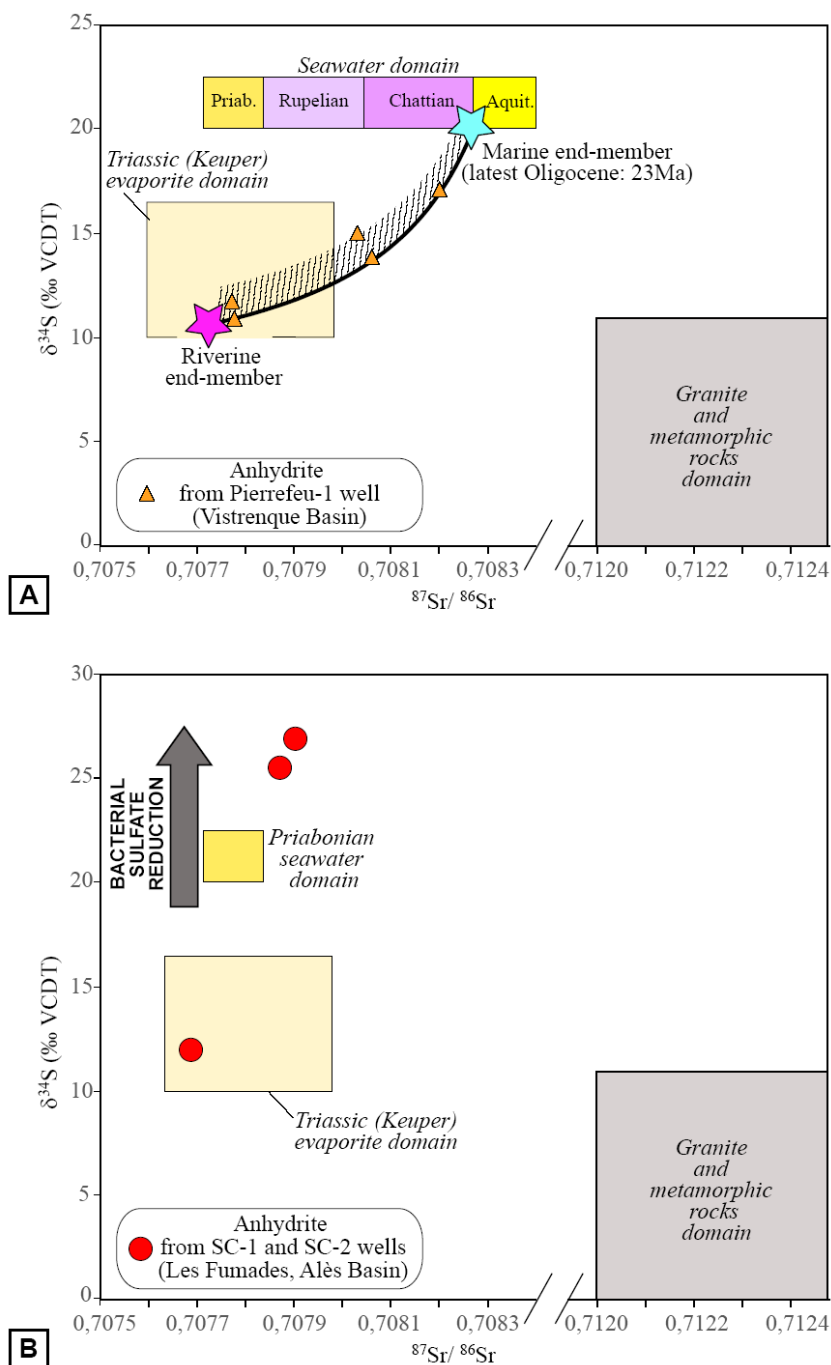 25
20
15
10
5
0
δ34S (‰ VCDT)
Seawater domain
Priab. Rupelian Chattian Aquit.
Triassic (Keuper)
evaporite domain
Marine end-member
(latest Oligocene: 23Ma)
Riverine
end-member
Granite
and
metamorphic
rocks
domain
Anhydrite
from Pierrefeu-1 well
(Vistrenque Basin)
0,7075 0,7077 0,7079 0,7081 0,7083 0,7120 0,7122 0,7124
87Sr/ 86Sr
A
30
25
20
15
10
5
0
δ34S (‰ VCDT)
BACTERIAL
SULFATE
REDUCTION
Priabonian
seawater
domain
Triassic (Keuper)
evaporite domain
Granite
and
metamorphic
rocks
domain
Anhydrite
from SC-1 and SC-2 wells
(Les Fumades, Alès Basin)
0,7075 0,7077 0,7079 0,7081 0,7083 0,7120 0,7122 0,7124
87Sr/ 86Sr
B